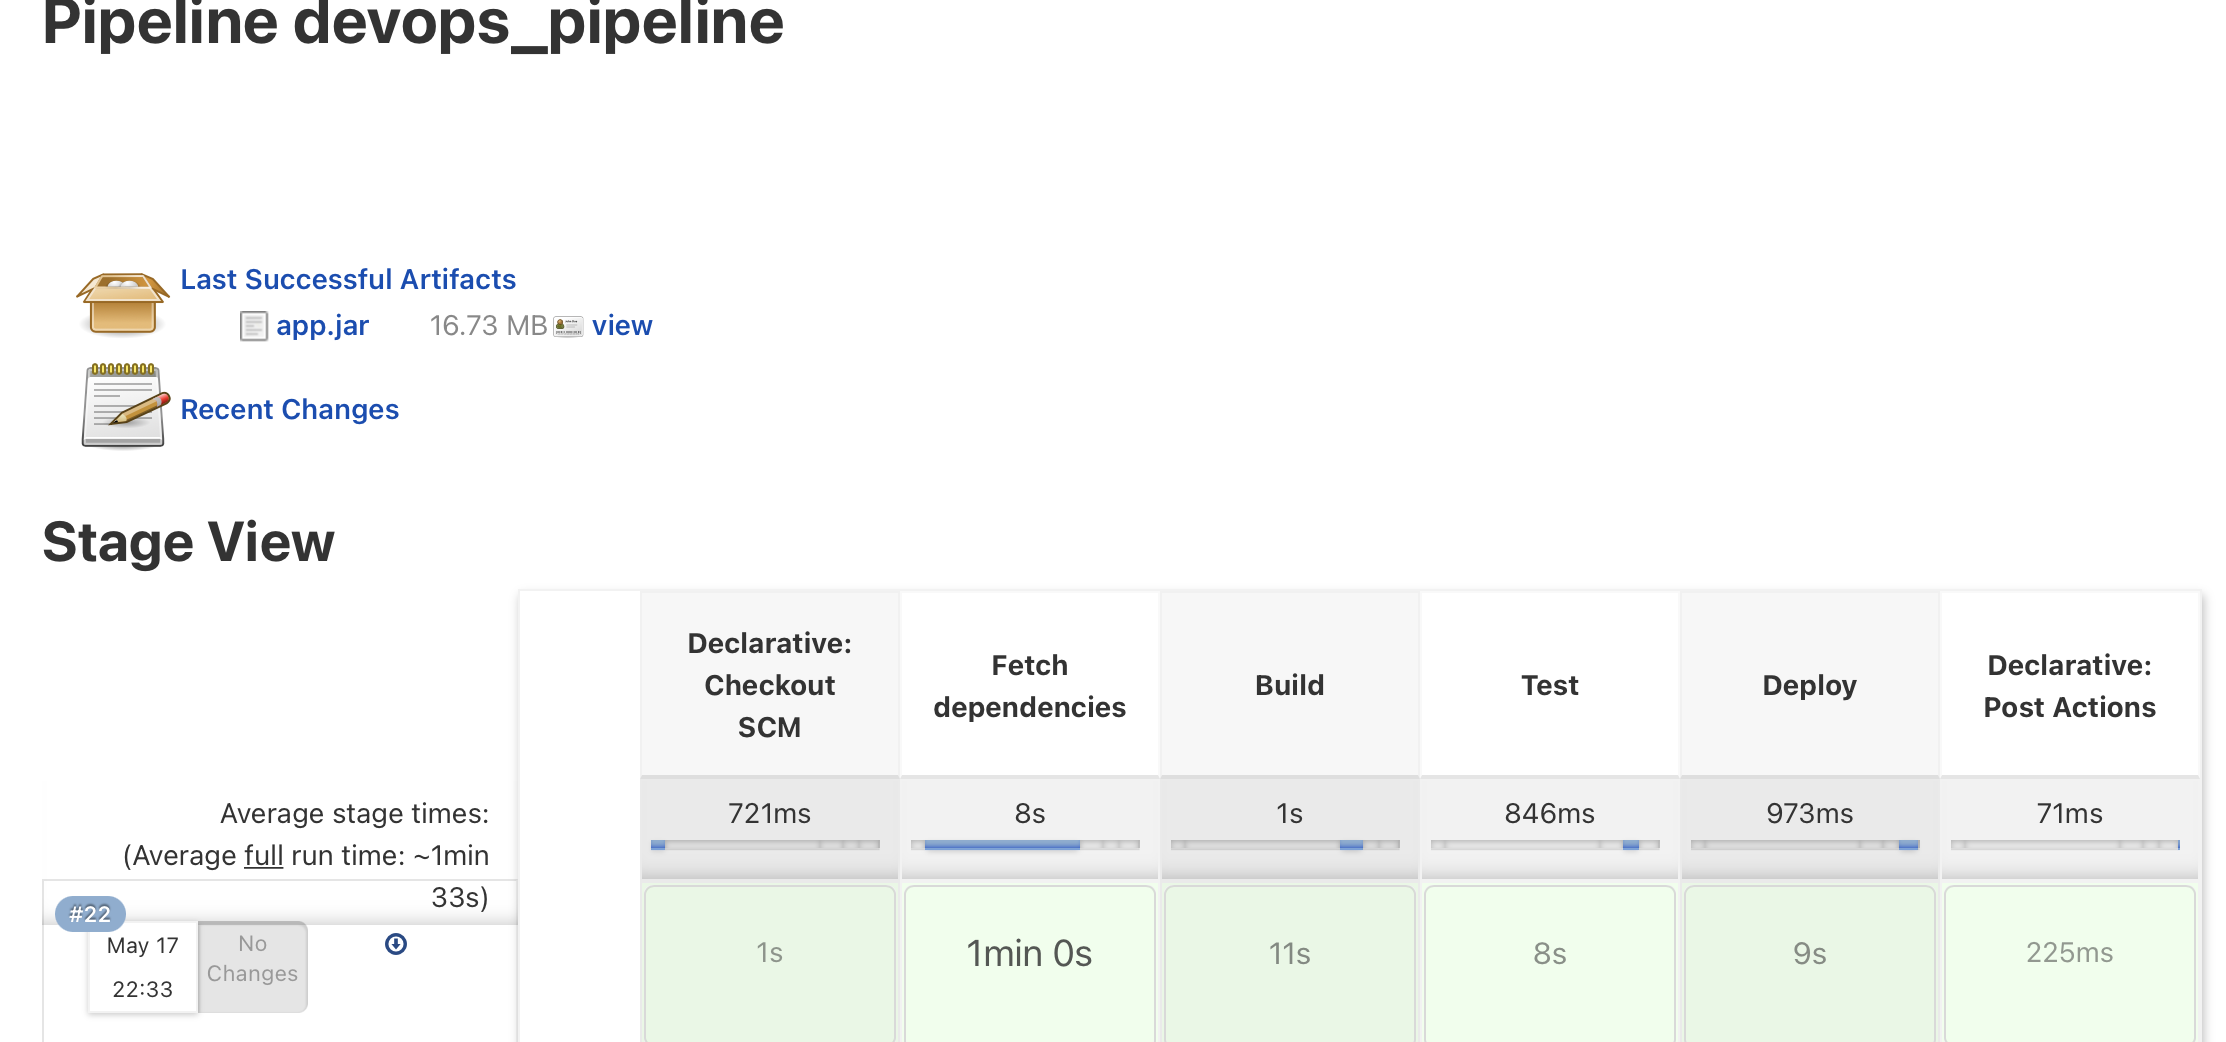 Pipeline devops_pipeline
Last Successful Artifacts
app.jar 16.73 MB view
Recent Changes
Stage View
Declarative:
Checkout
SCM
Fetch
dependencies
Build
Test
Deploy
Declarative:
Post Actions
Average stage times:
(Average full run time: ~1min
33s)
721ms
8s
1s
846ms
973ms
71ms
#22
May 17
22:33
No
Changes
1s
1min 0s
11s
8s
9s
225ms